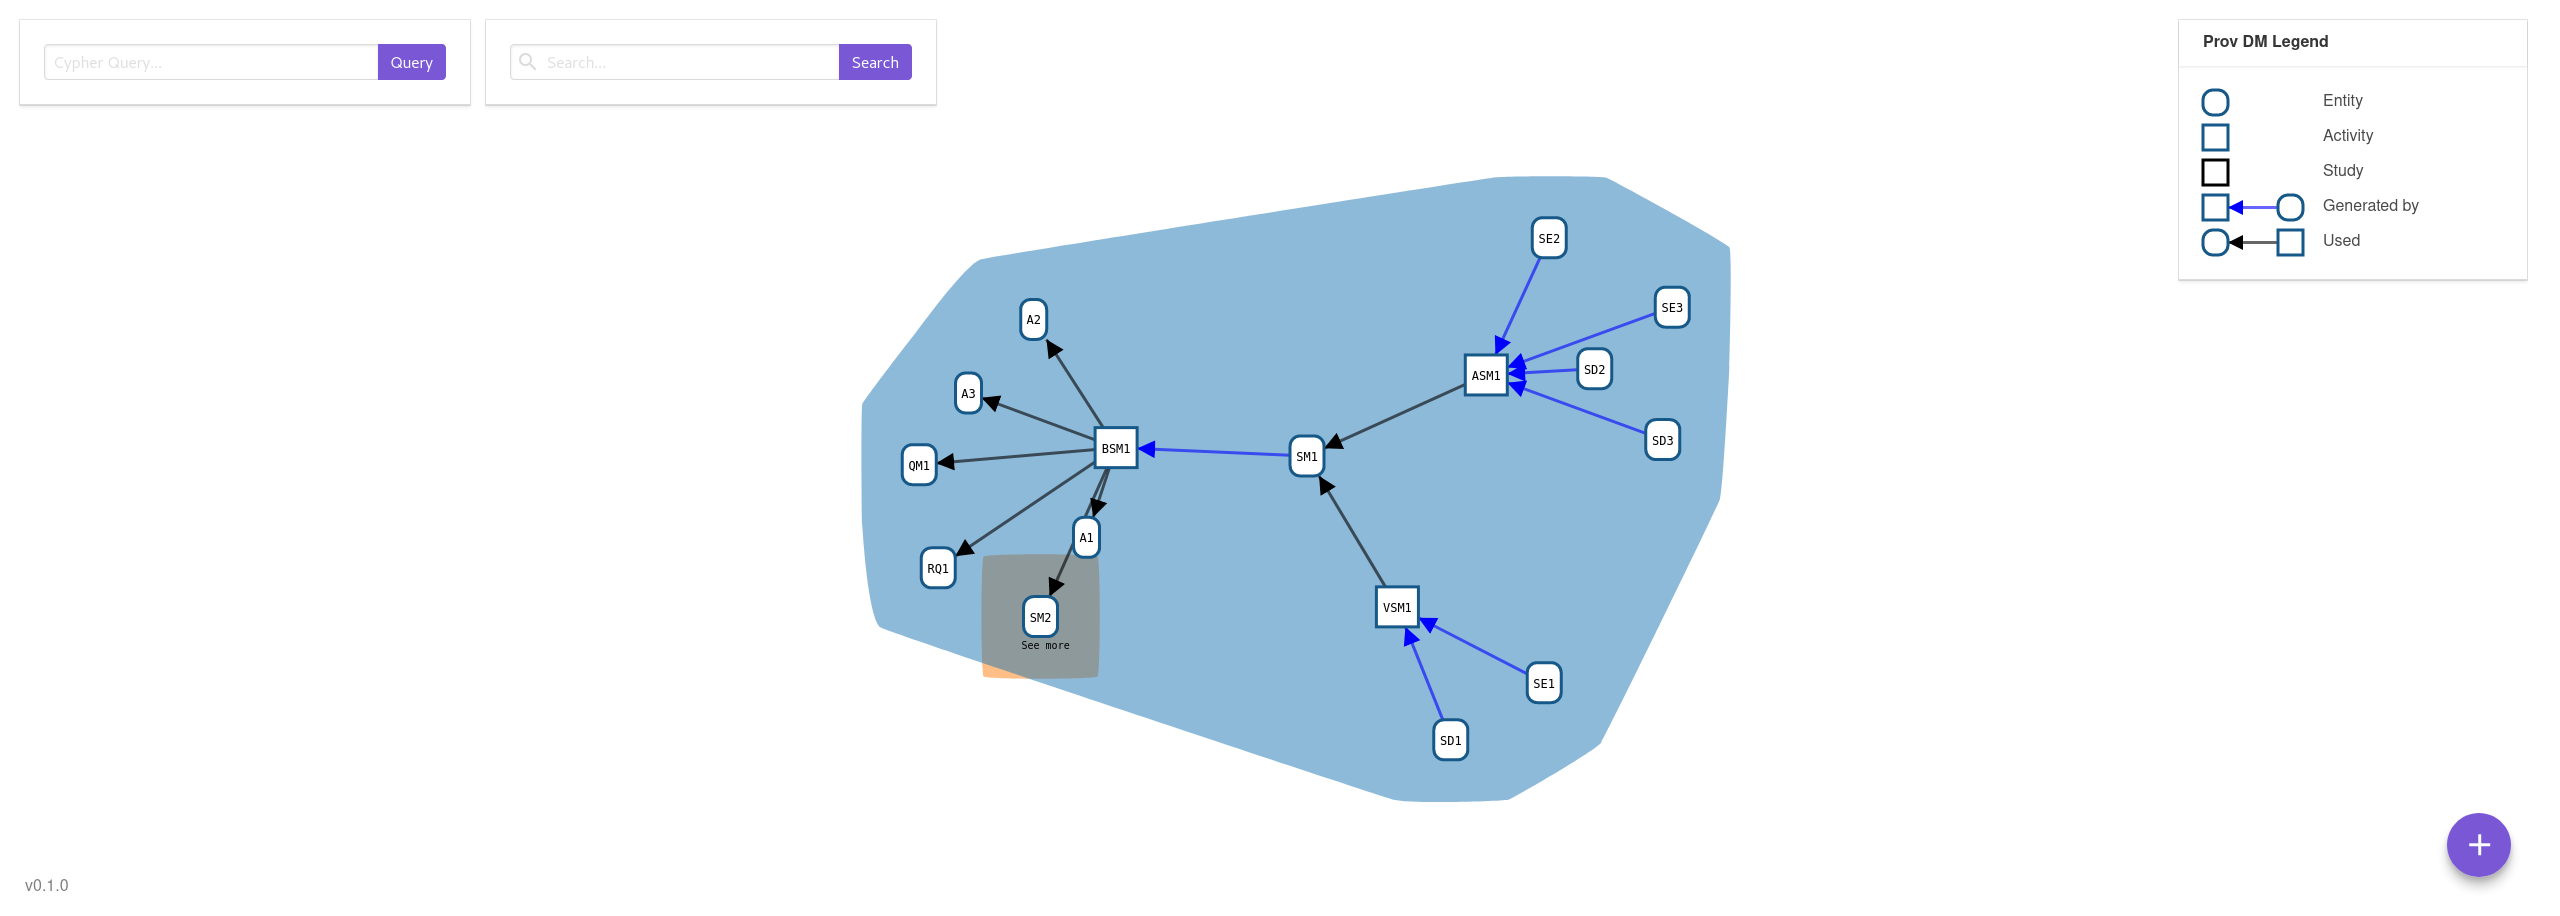 Cypher Query...
Query
Search...
Search
Prov DM Legend
Entity
Activity
Study
Generated by
Used
SE2
SE3
A2
ASM1
SD2
A3
BSM1
SD3
SM1
QM1
A1
RQ1
VSM1
SM2
See more
SE1
SD1
v0.1.0